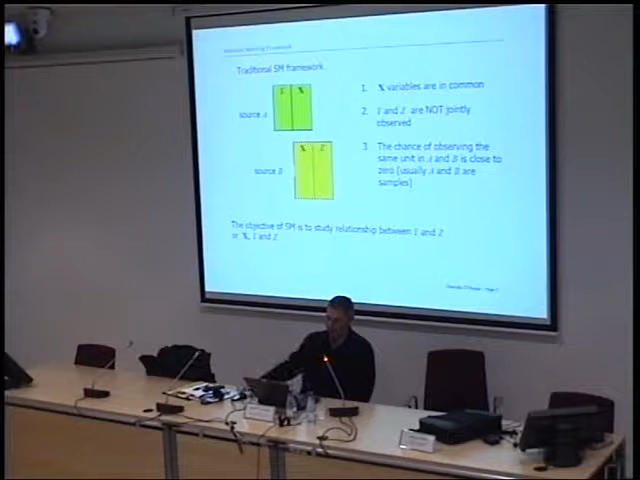 Traditional SM framework
Y X
source A
X Z
source B
1. X variables are in common
2. Y and Z are NOT jointly
observed
3. The chance of observing the
same unit in A and B is close to
zero (usually A and B are
samples)
The objective of SM is to study relationship between Y and Z
or X, Y and Z